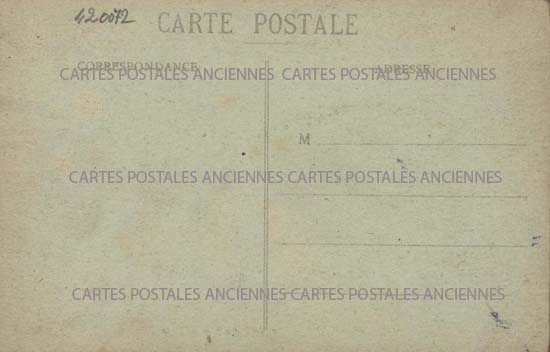 420072
CARTE POSTALE
CORRESPONDANCE
ADRESSE
CARTES POSTALES ANCIENNES CARTES POSTALES ANCIENNES
M
CARTES POSTALES ANCIENNES CARTES POSTALES ANCIENNES
CARTES POSTALES ANCIENNES CARTES POSTALES ANCIENNES